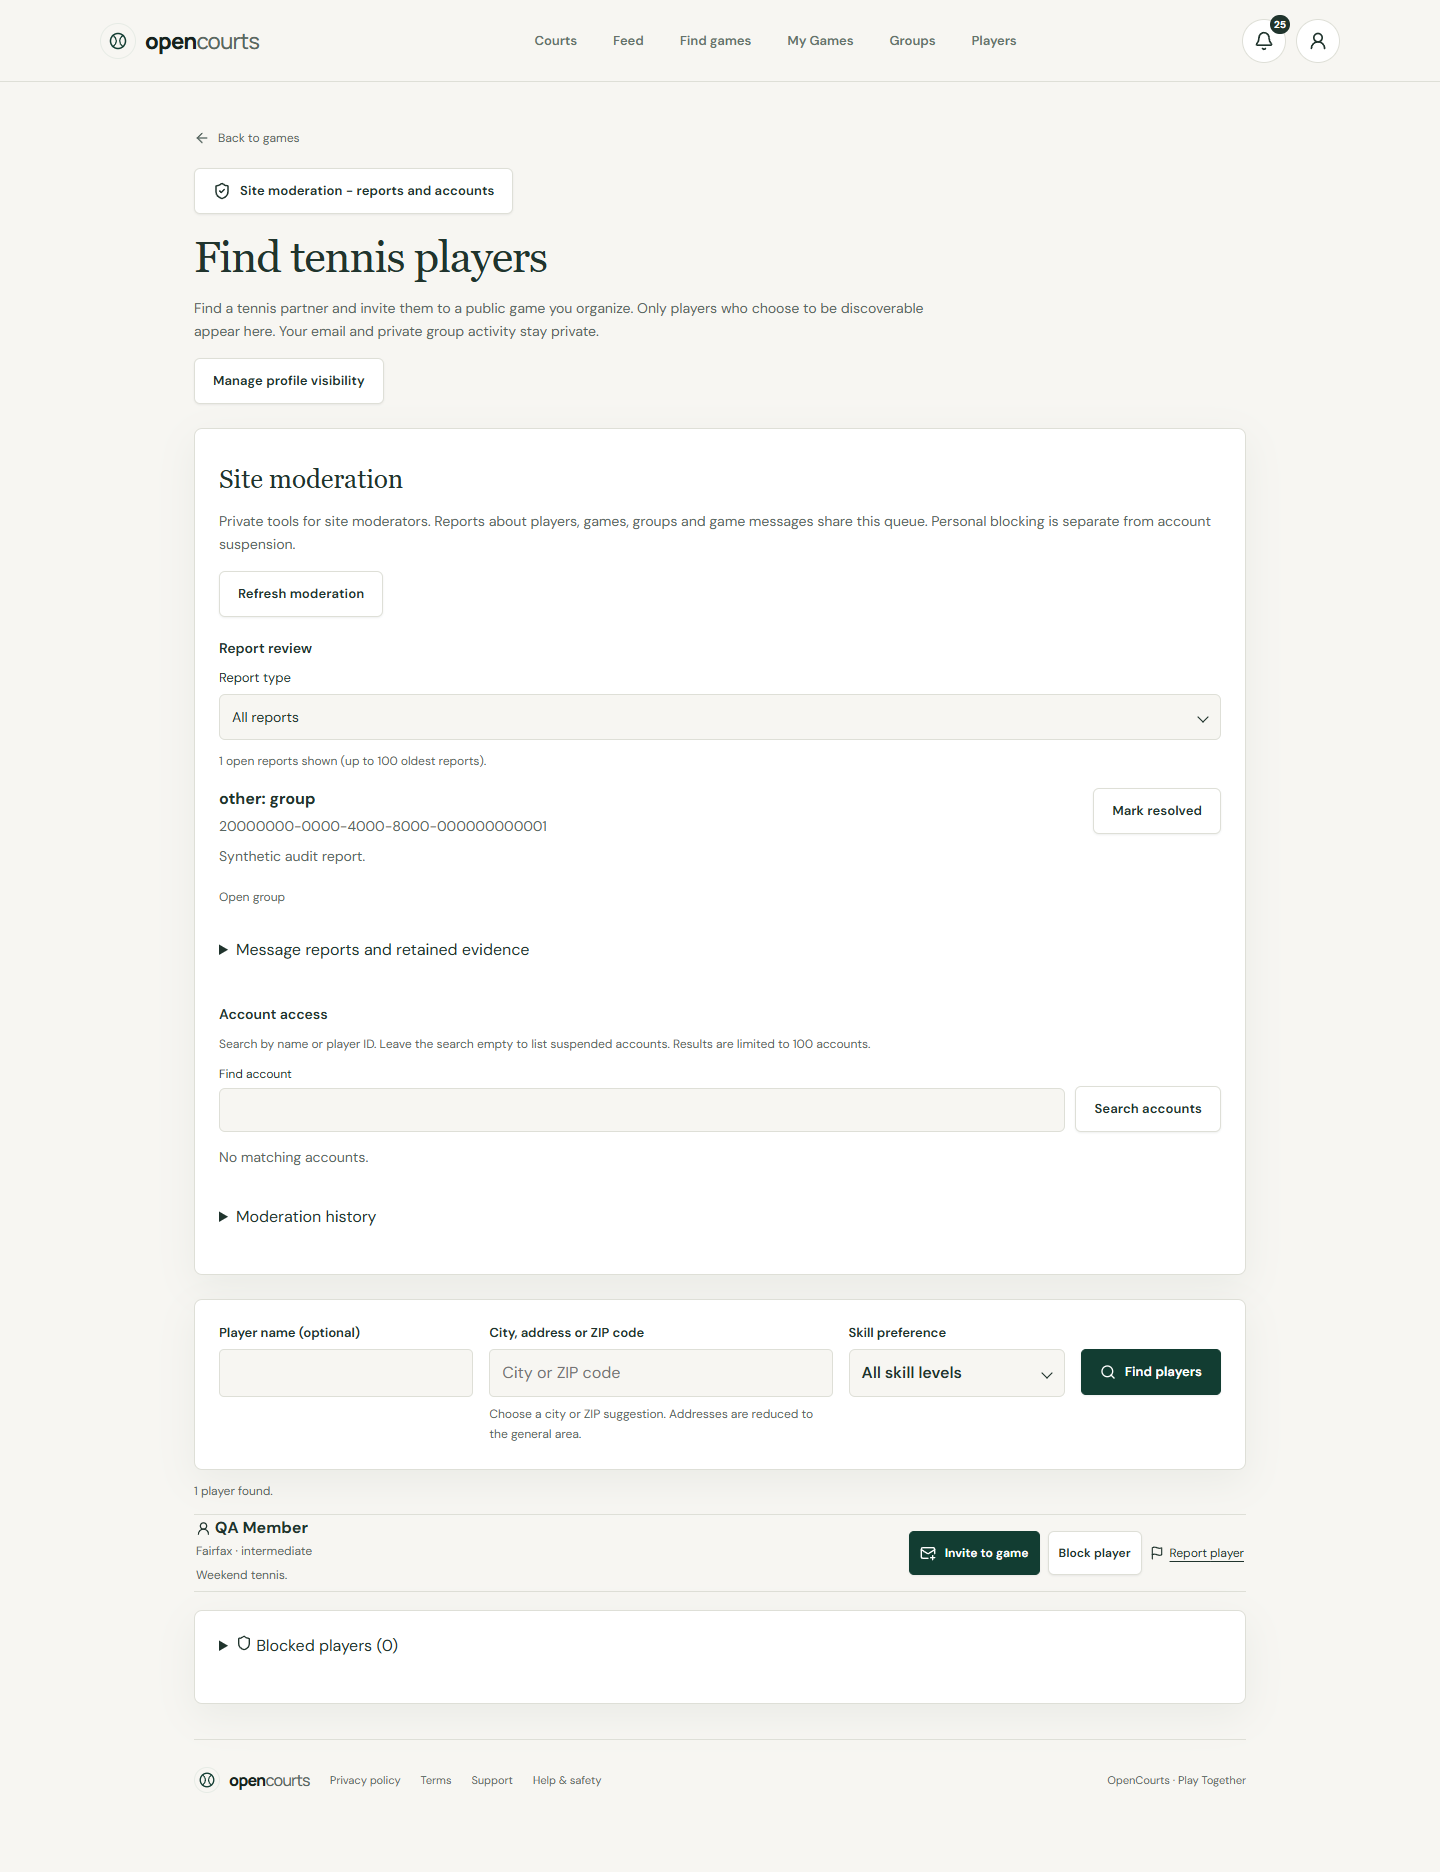 opencourts
Courts
Feed
Find games
My Games
Groups
Players
25
Back to games
Site moderation - reports and accounts
Find tennis players
Find a tennis partner and invite them to a public game you organize. Only players who choose to be discoverable
appear here. Your email and private group activity stay private.
Manage profile visibility
Site moderation
Private tools for site moderators. Reports about players, games, groups and game messages share this queue. Personal blocking is separate from account
suspension.
Refresh moderation
Report review
Report type
All reports
1 open reports shown (up to 100 oldest reports).
other: group
Mark resolved
20000000-0000-4000-8000-000000000001
Synthetic audit report.
Open group
Message reports and retained evidence
Account access
Search by name or player ID. Leave the search empty to list suspended accounts. Results are limited to 100 accounts.
Find account
Search accounts
No matching accounts.
Moderation history
Player name (optional)
City, address or ZIP code
Skill preference
City or ZIP code
All skill levels
Find players
Choose a city or ZIP suggestion. Addresses are reduced to
the general area.
1 player found.
QA Member
Fairfax · intermediate
Weekend tennis.
Invite to game
Block player
Report player
Blocked players (0)
opencourts
Privacy policy
Terms
Support
Help & safety
OpenCourts · Play Together